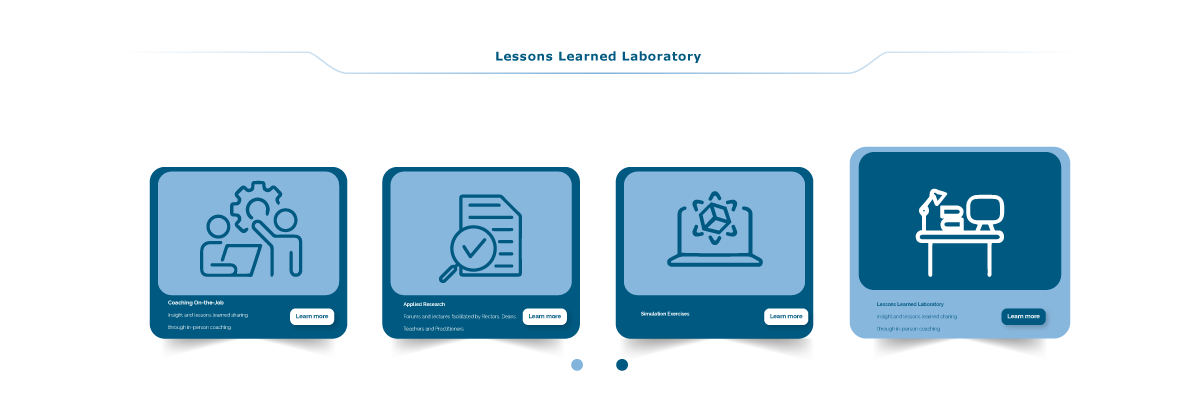 Lessons Learned Laboratory
Coaching On-the-Job
Insight and lessons learned sharing
through in-person coaching
Learn more
Applied Research
Forums and lectures facilitated by Rectors, Deans,
Teachers and Practitioners
Learn more
Simulation Exercises
Learn more
Lessons Learned Laboratory
Insight and lessons learned sharing
through in-person coaching
Learn more